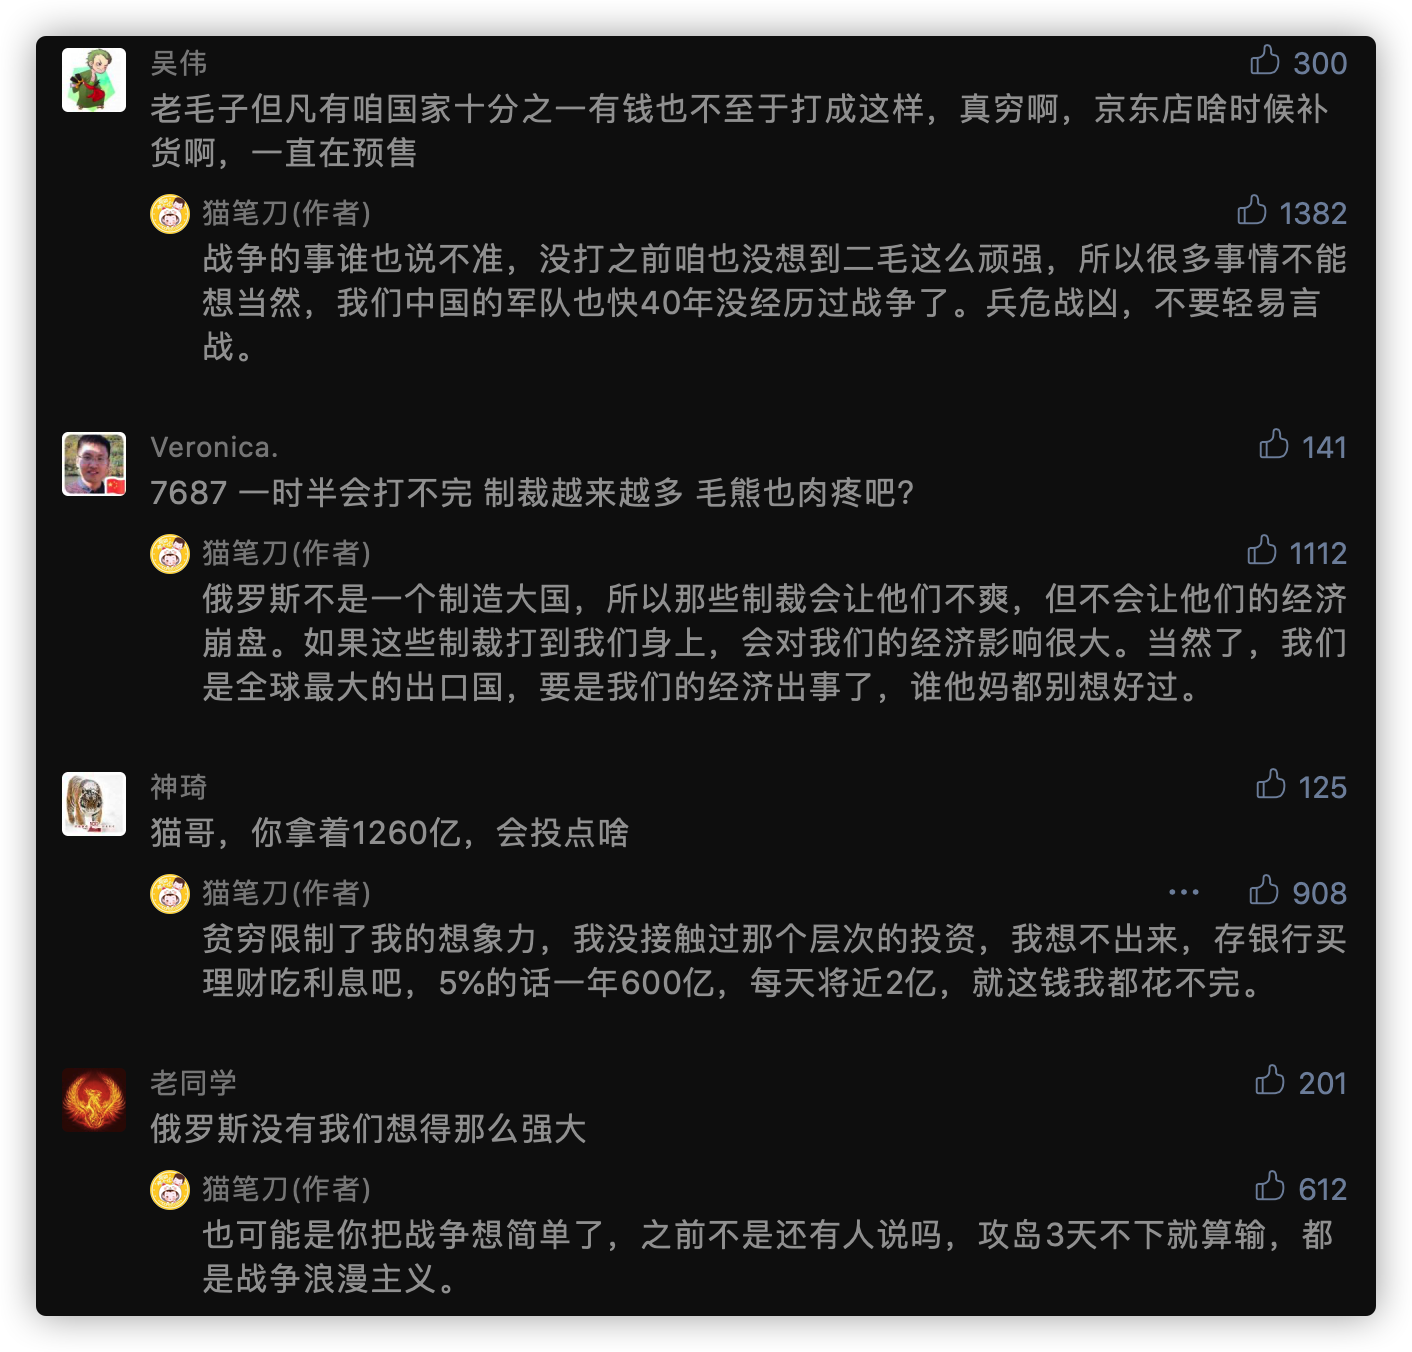 吴伟
300
老毛子但凡有咱国家十分之一有钱也不至于打成这样，真穷啊，京东店啥时候补
货啊，一直在预售
猫笔刀(作者)
1382
战争的事谁也说不准，没打之前咱也没想到二毛这么顽强，所以很多事情不能
想当然，我们中国的军队也快40年没经历过战争了。兵危战凶，不要轻易言
战。
Veronica.
141
7687 一时半会打不完 制裁越来越多 毛熊也肉疼吧?
猫笔刀(作者)
1112
俄罗斯不是一个制造大国，所以那些制裁会让他们不爽，但不会让他们的经济
崩盘。如果这些制裁打到我们身上，会对我们的经济影响很大。当然了，我们
是全球最大的出口国，要是我们的经济出事了，谁他妈都别想好过。
神琦
125
猫哥，你拿着1260亿，会投点啥
猫笔刀(作者)
908
贫穷限制了我的想象力，我没接触过那个层次的投资，我想不出来，存银行买
理财吃利息吧，5%的话一年600亿，每天将近2亿，就这钱我都花不完。
老同学
201
俄罗斯没有我们想得那么强大
猫笔刀(作者)
612
也可能是你把战争想简单了，之前不是还有人说吗，攻岛3天不下就算输，都
是战争浪漫主义。